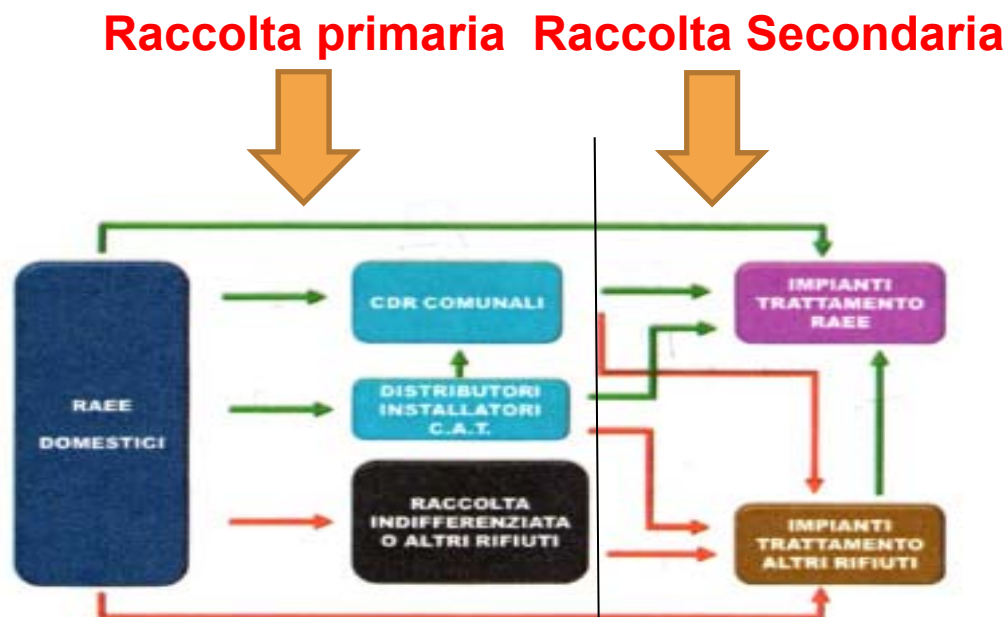 Raccolta primaria Raccolta Secondaria
RAEE
DOMESTICI
CDR COMUNALI
DISTRIBUTORI
INSTALLATORI
C.A.T.
RACCOLTA
INDIFFERENZIATA
O ALTRI RIFIUTI
IMPIANTI
TRATTAMENTO
RAEE
IMPIANTI
TRATTAMENTO
ALTRI RIFIUTI